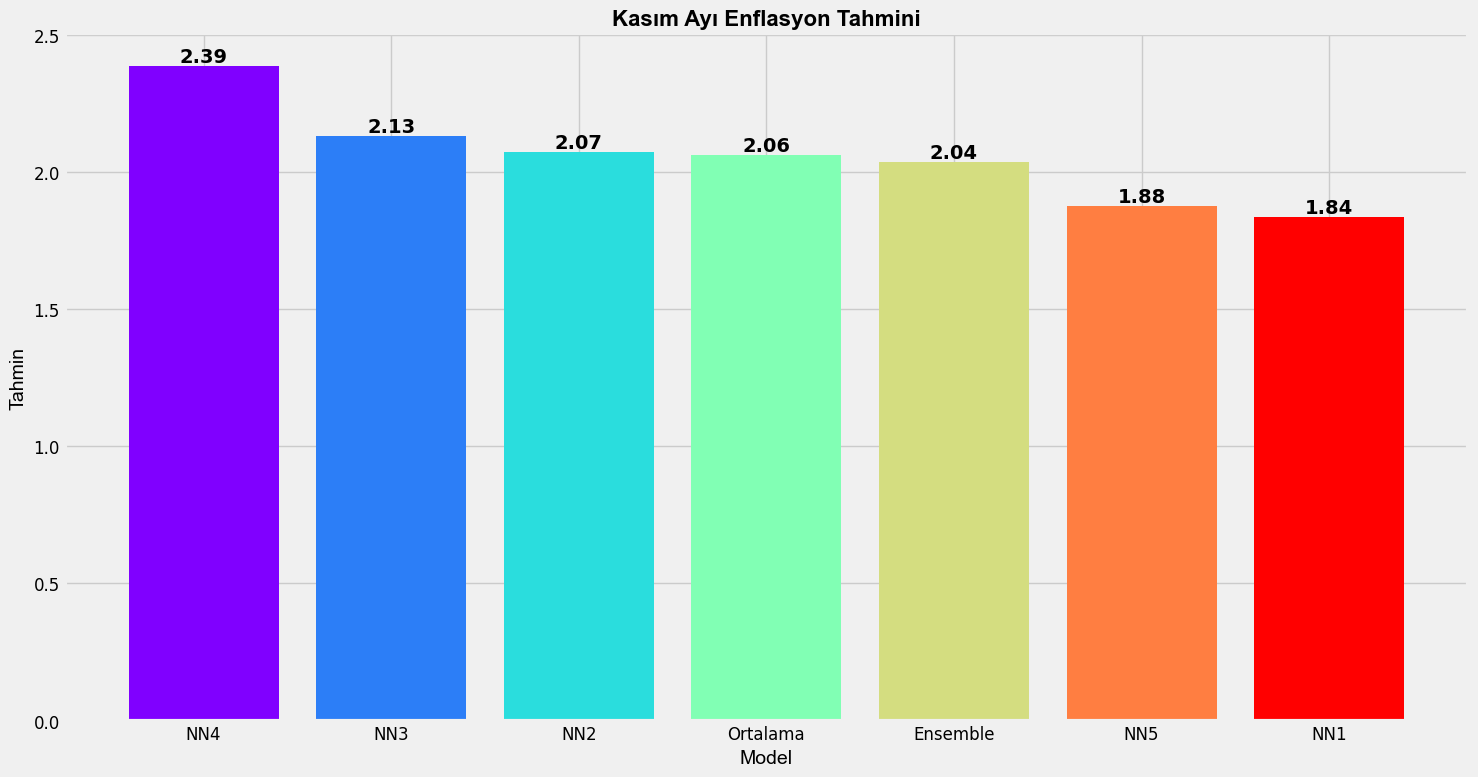 Kasım Ayı Enflasyon Tahmini
2.5
2.0
1.5
1.0
0.5
0.0
Tahmin
2.39
2.13
2.07
2.06
2.04
1.88
1.84
NN4
NN3
NN2
Ortalama
Ensemble
NN5
NN1
Model